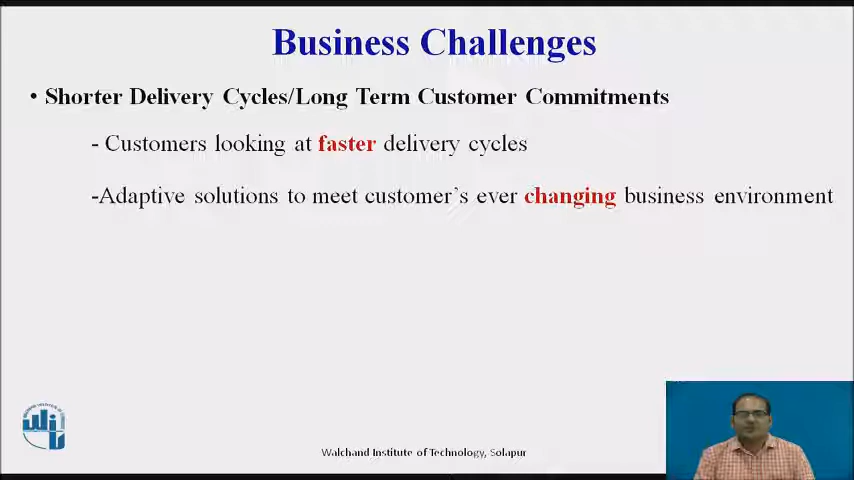 Business Challenges
• Shorter Delivery Cycles/Long Term Customer Commitments
- Customers looking at faster delivery cycles
-Adaptive solutions to meet customer's ever changing business environment
Walchand Institute of Technology, Solapur